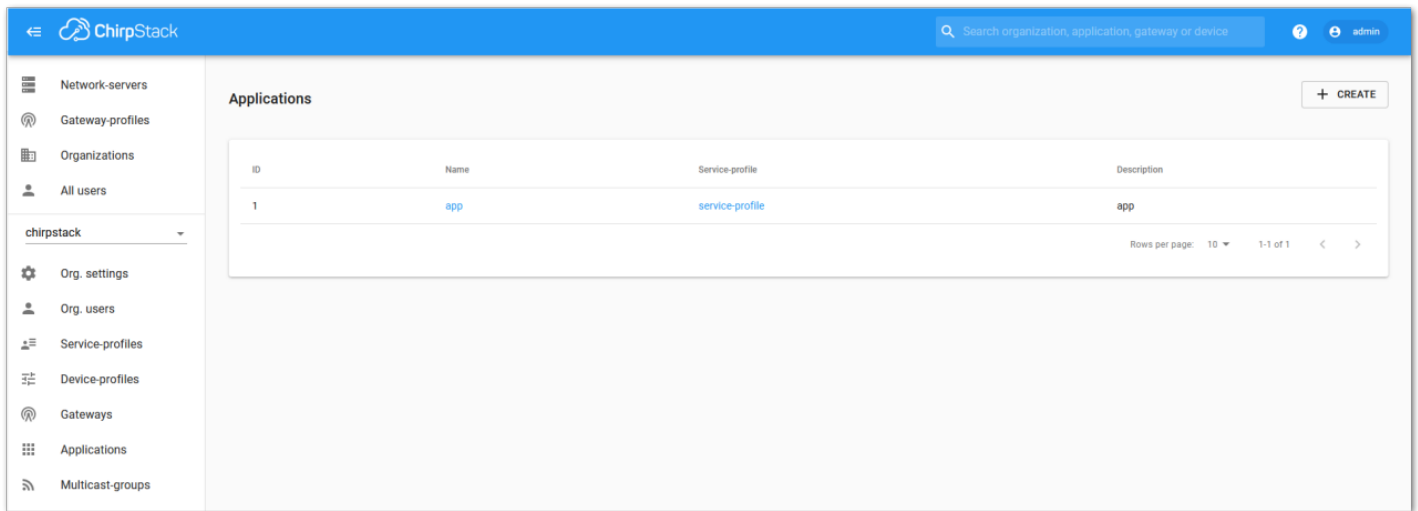 ChirpStack
Search organization, application, gateway or device
? admin
Network-servers
Gateway-profiles
Organizations
All users
chirpstack
Org. settings
Org. users
Service-profiles
Device-profiles
Gateways
Applications
Multicast-groups
Applications
+ CREATE
ID Name Service-profile Description
1 app service-profile app
Rows per page: 10 1-1 of 1 < >